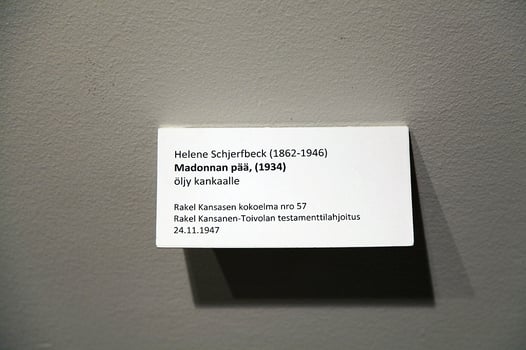 Helene Schjerfbeck (1862-1946)
Madonnan pää, (1934)
öljy kankaalle
Rakel Kansasen kokoelma nro 57
Rakel Kansanen-Toivolan testamenttilahjoitus
24.11.1947